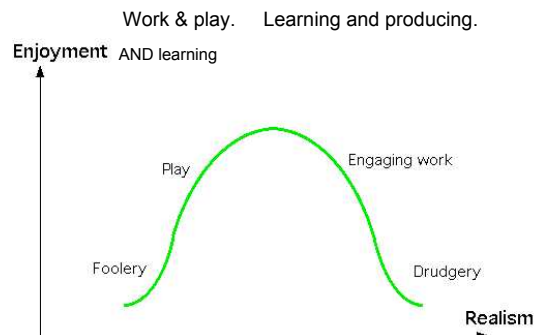 Work & play. Learning and producing.
Enjoyment AND learning
Play
Engaging work
Foolery
Drudgery
Realism